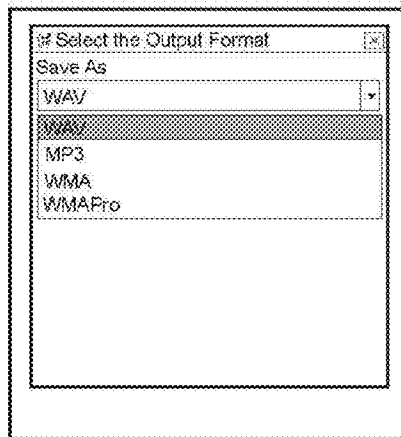 Select the Output Format
Save As
WAV
WAV
MP3
WMA
WMAPro